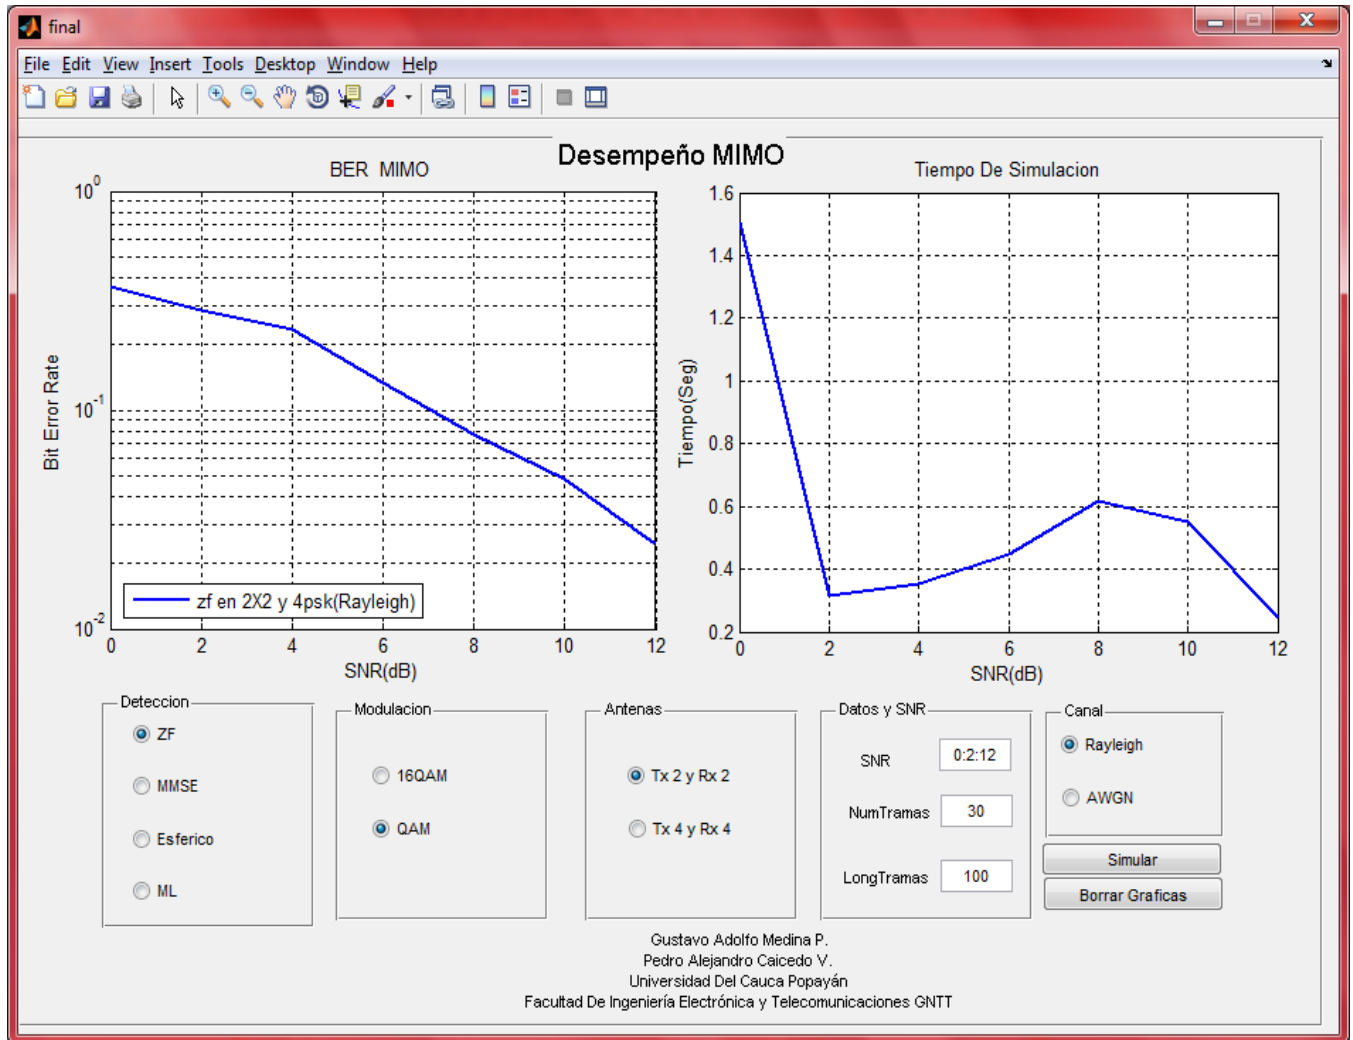 final
File Edit View Insert Tools Desktop Window Help
Desempeño MIMO
BER MIMO
10^0
10^-1
10^-2
Bit Error Rate
zf en 2X2 y 4psk(Rayleigh)
0 2 4 6 8 10 12
SNR(dB)
Tiempo De Simulacion
1.6
1.4
1.2
1
0.8
0.6
0.4
0.2
Tiempo(Seg)
0 2 4 6 8 10 12
SNR(dB)
Deteccion
ZF
MMSE
Esferico
ML
Modulacion
16QAM
QAM
Antenas
Tx 2 y Rx 2
Tx 4 y Rx 4
Datos y SNR
SNR 0:2:12
NumTramas 30
LongTramas 100
Canal
Rayleigh
AWGN
Simular
Borrar Graficas
Gustavo Adolfo Medina P.
Pedro Alejandro Caicedo V.
Universidad Del Cauca Popayán
Facultad De Ingeniería Electrónica y Telecomunicaciones GNTT